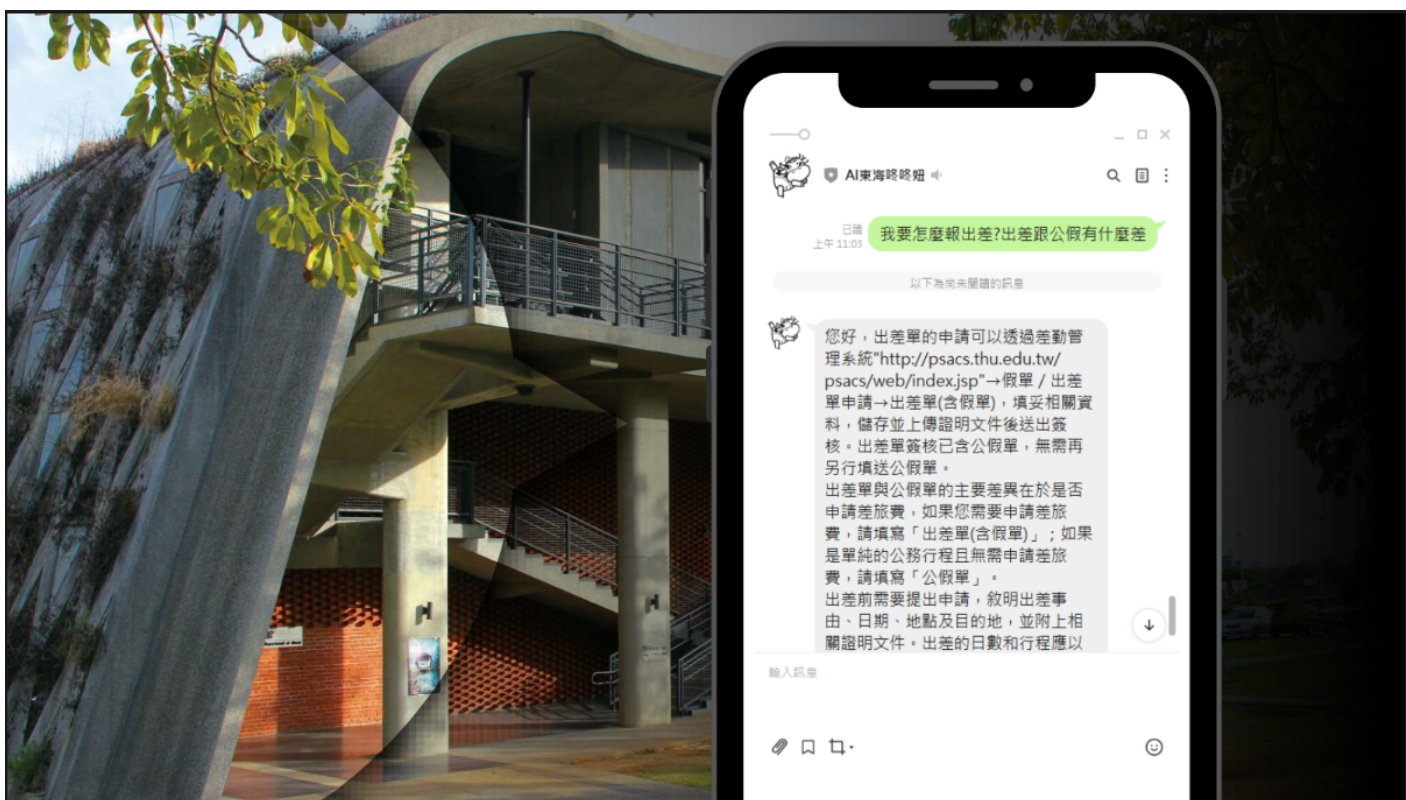 AI東海咚咚妞
已讀
上午 11:03
我要怎麼報出差?出差跟公假有什麼差
以下為尚未閱讀的訊息
您好，出差單的申請可以透過差勤管
理系統"http://psacs.thu.edu.tw/
psacs/web/index.jsp"→假單 / 出差
單申請→出差單(含假單)，填妥相關資
料，儲存並上傳證明文件後送出簽
核。出差單簽核已含公假單，無需再
另行填送公假單。
出差單與公假單的主要差異在於是否
申請差旅費，如果您需要申請差旅
費，請填寫「出差單(含假單)」；如果
是單純的公務行程且無需申請差旅
費，請填寫「公假單」。
出差前需要提出申請，敘明出差事
由、日期、地點及目的地，並附上相
關證明文件。出差的日數和行程應以
輸入訊息